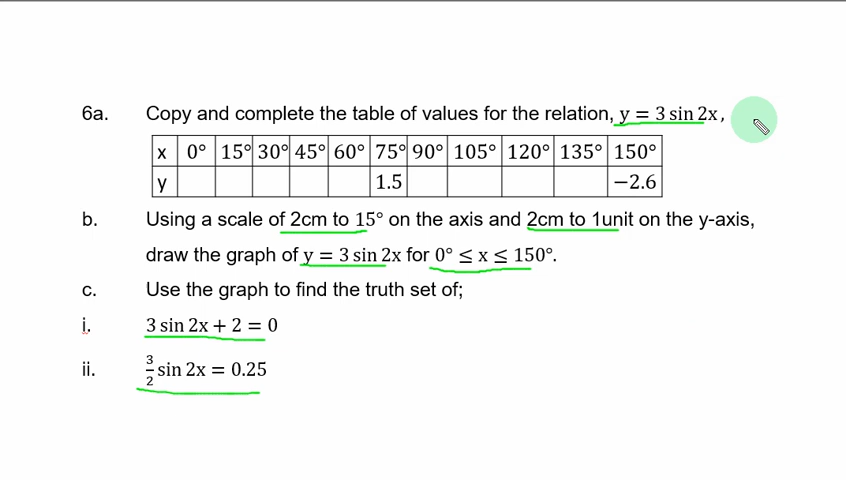 6a. Copy and complete the table of values for the relation, y = 3 sin 2x,
x 0° 15° 30° 45° 60° 75° 90° 105° 120° 135° 150°
y 1.5 −2.6
b. Using a scale of 2cm to 15° on the axis and 2cm to 1unit on the y-axis,
draw the graph of y = 3 sin 2x for 0° ≤ x ≤ 150°.
c. Use the graph to find the truth set of;
i. 3 sin 2x + 2 = 0
ii. 3/2 sin 2x = 0.25